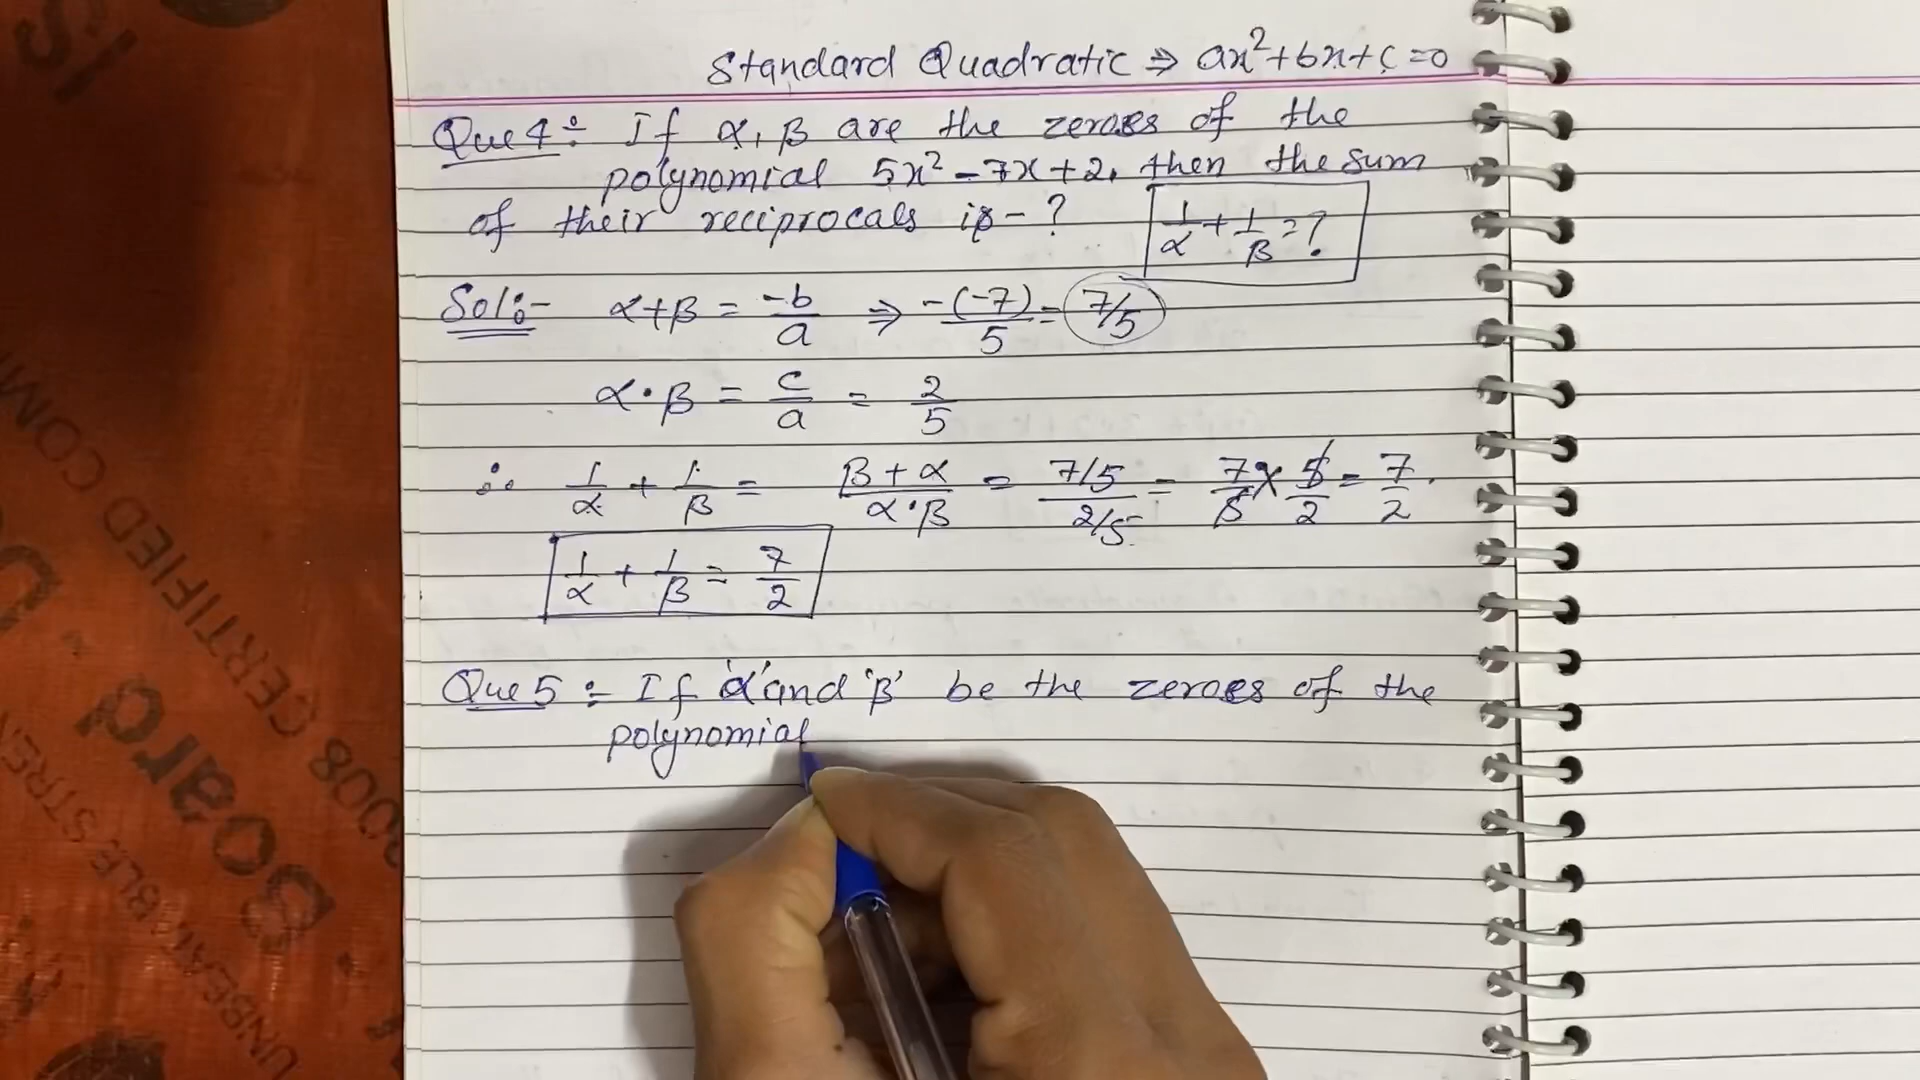 Standard Quadratic ⇒ ax²+bx+c=0
Que 4 :- If α, β are the zeroes of the
polynomial 5x² - 7x + 2, then the sum
of their reciprocals is - ?
1/α + 1/β = ?
Sol:- α+β = -b/a ⇒ -(-7)/5 = 7/5
α·β = c/a = 2/5
∴ 1/α + 1/β = β+α/α·β = 7/5/2/5 = 7/5 × 5/2 = 7/2.
1/α + 1/β = 7/2
Que 5 :- If 'α' and 'β' be the zeroes of the
polynomial
CERTIFIED COM
Board